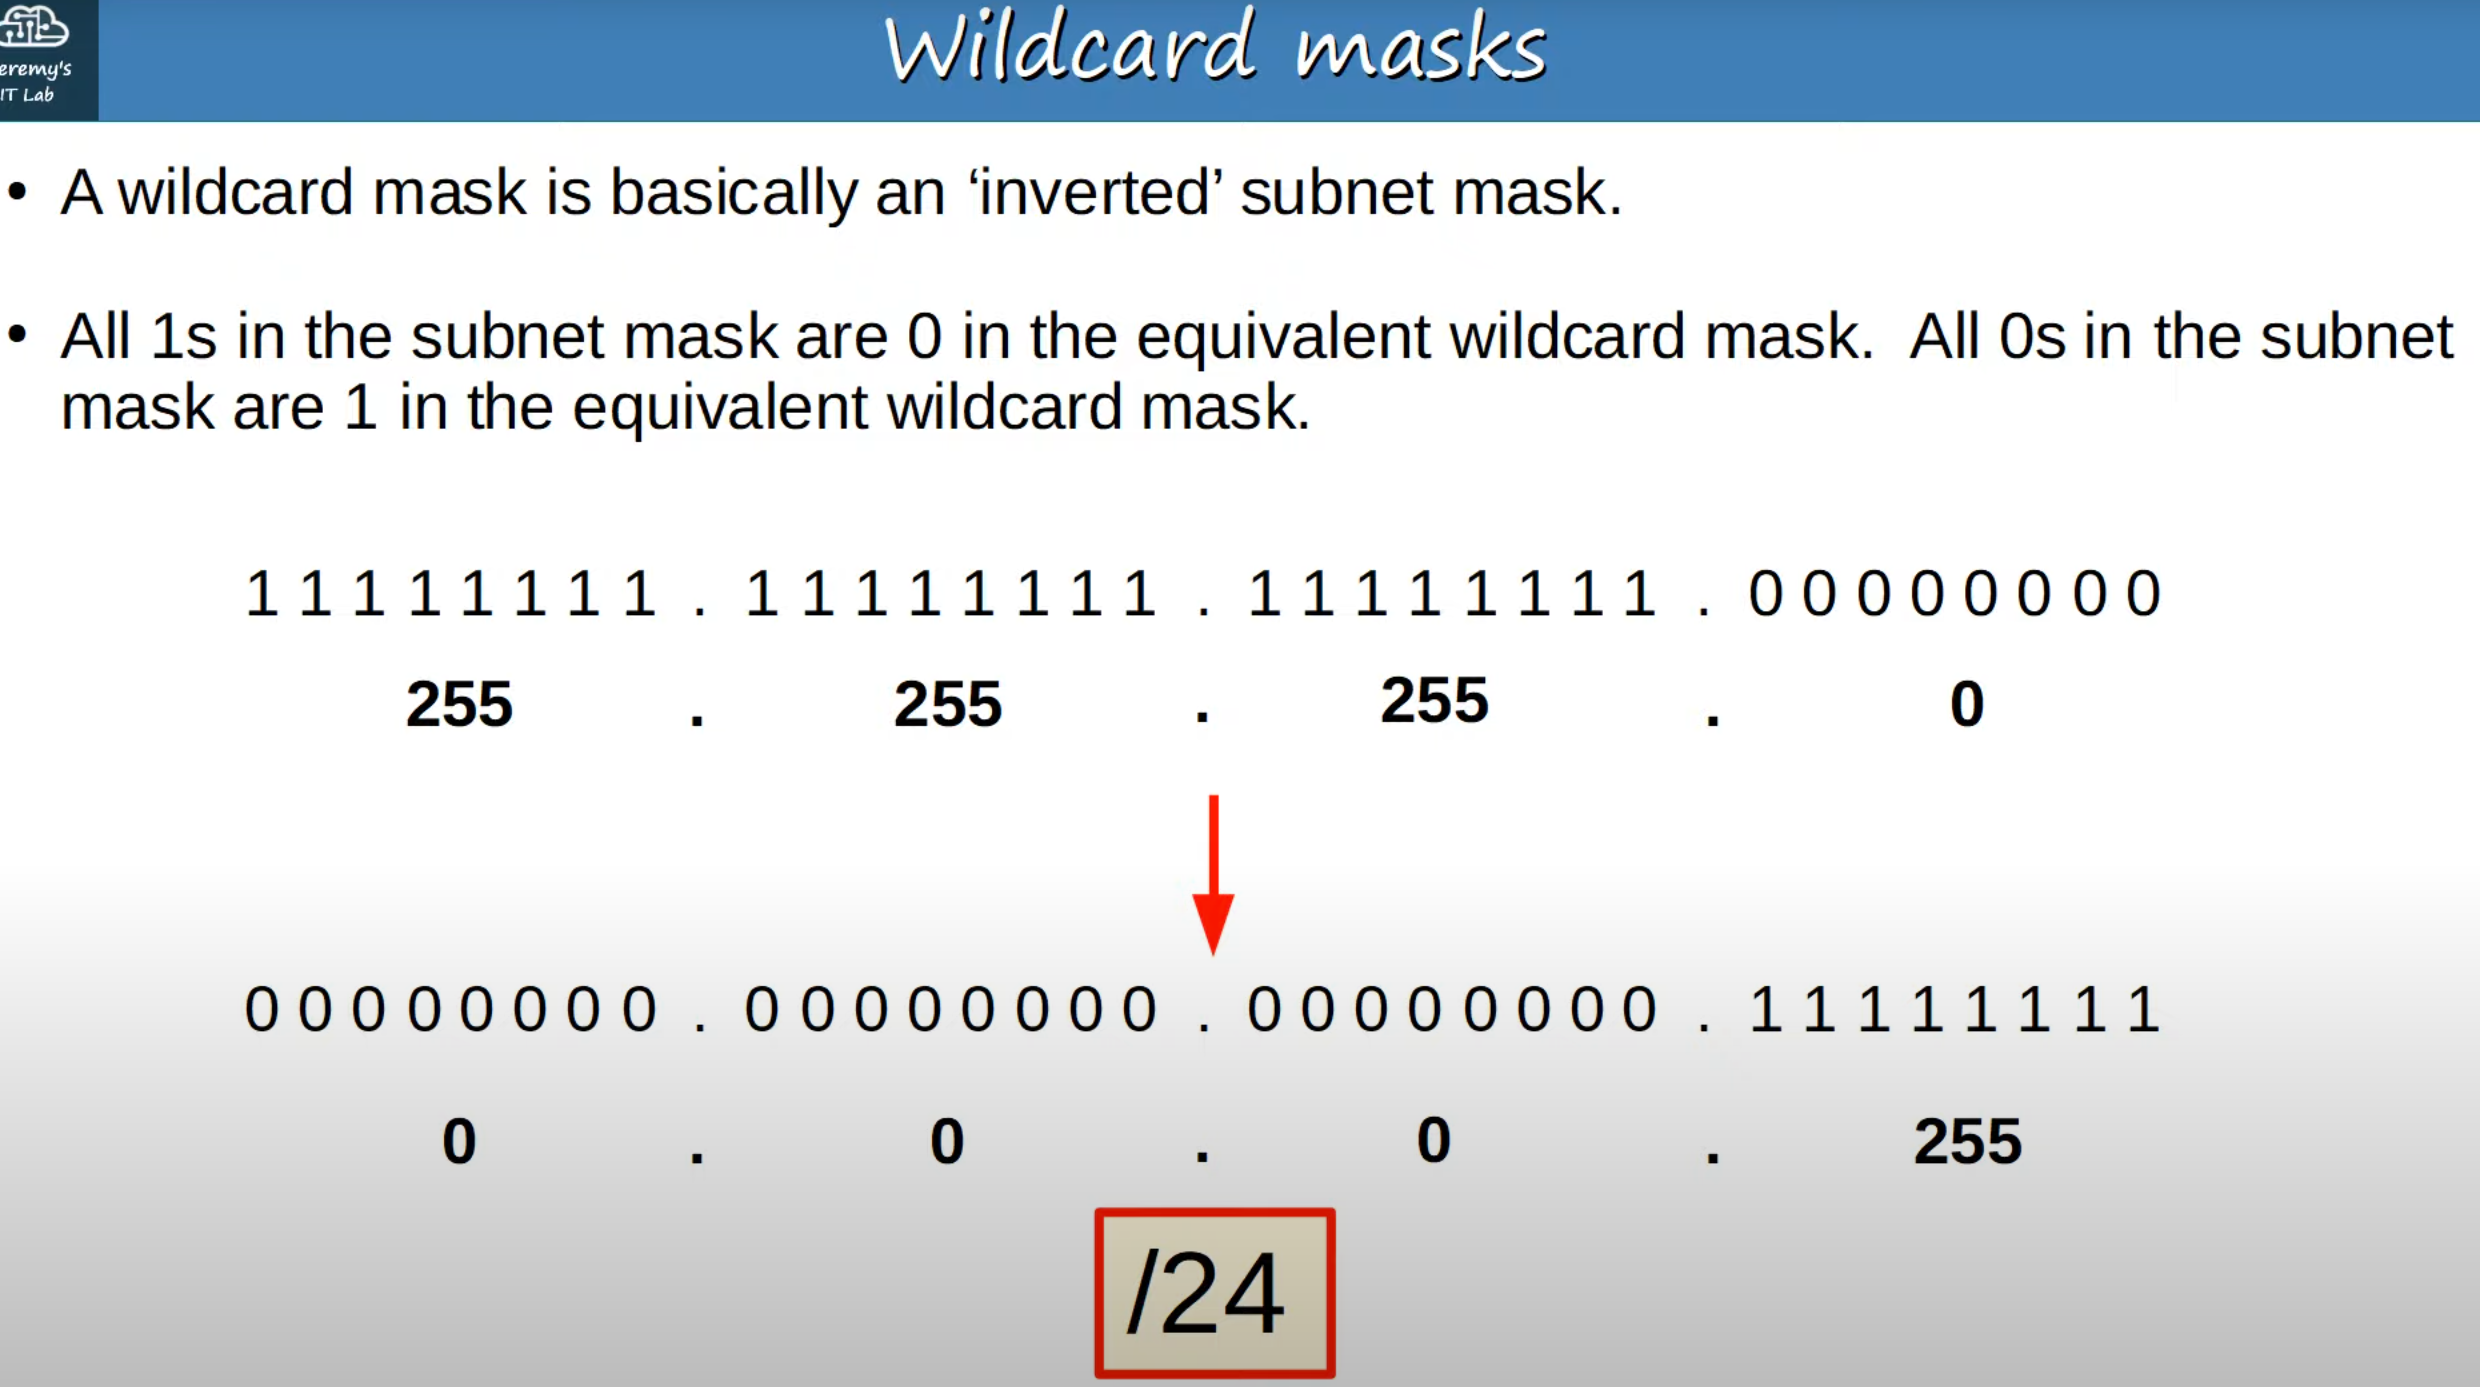 Wildcard masks
eremy's
IT Lab
• A wildcard mask is basically an ‘inverted’ subnet mask.
• All 1s in the subnet mask are 0 in the equivalent wildcard mask.  All 0s in the subnet
mask are 1 in the equivalent wildcard mask.
1 1 1 1 1 1 1 1 . 1 1 1 1 1 1 1 1 . 1 1 1 1 1 1 1 1 . 0 0 0 0 0 0 0 0
255 . 255 . 255 . 0
0 0 0 0 0 0 0 0 . 0 0 0 0 0 0 0 0 . 0 0 0 0 0 0 0 0 . 1 1 1 1 1 1 1 1
0 . 0 . 0 . 255
/24